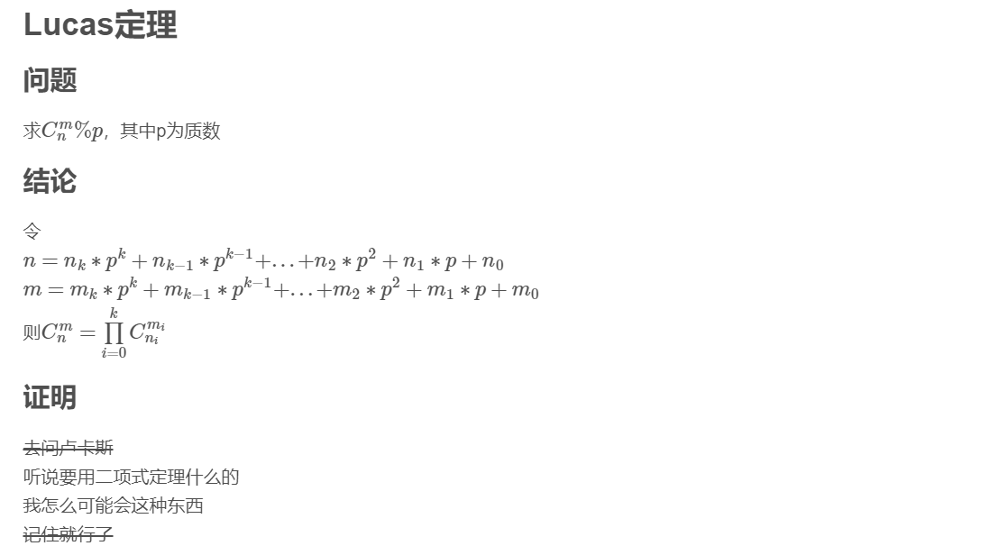 Lucas定理
问题
求$C_n^m\%p$，其中p为质数
结论
令
$n = n_k * p^k + n_{k-1} * p^{k-1} + \ldots + n_2 * p^2 + n_1 * p + n_0$
$m = m_k * p^k + m_{k-1} * p^{k-1} + \ldots + m_2 * p^2 + m_1 * p + m_0$
则$C_n^m = \prod\limits_{i=0}^{k} C_{n_i}^{m_i}$
证明
去问卢卡斯
听说要用二项式定理什么的
我怎么可能会这种东西
记住就行了